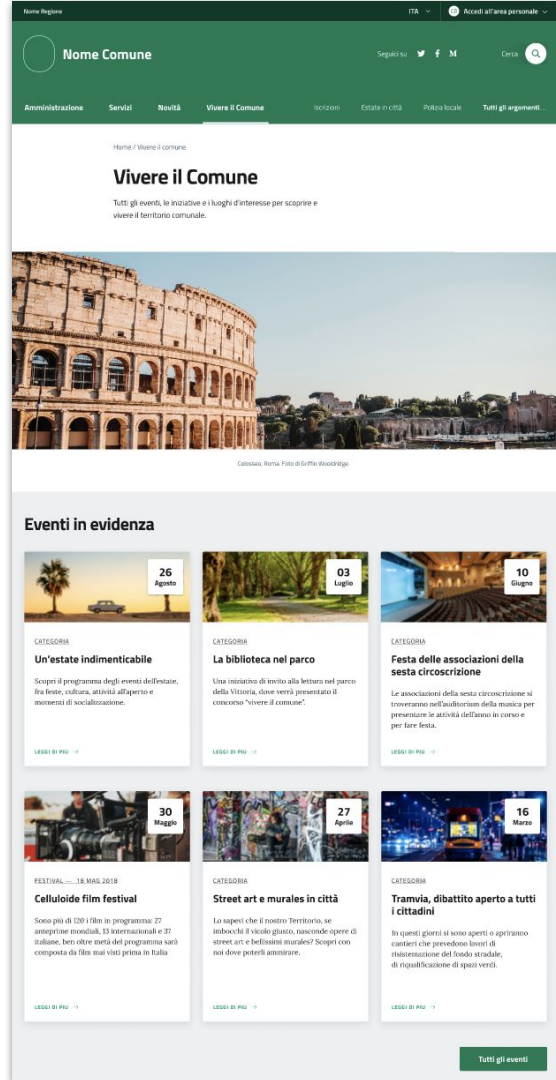 Nome Regione
ITA
Accedi all'area personale
Nome Comune
Seguici su
Cerca
Amministrazione Servizi Novità Vivere il Comune Iscrizioni Estate in città Polizia locale Tutti gli argomenti...
Home / Vivere il comune
Vivere il Comune
Tutti gli eventi, le iniziative e i luoghi d'interesse per scoprire e
vivere il territorio comunale.
Colosseo, Roma. Foto di Griffin Wooldridge.
Eventi in evidenza
26
Agosto
CATEGORIA
Un'estate indimenticabile
Scopri il programma degli eventi dell'estate,
fra feste, cultura, attività all'aperto e
momenti di socializzazione.
LEGGI DI PIÙ →
03
Luglio
CATEGORIA
La biblioteca nel parco
Una iniziativa di invito alla lettura nel parco
della Vittoria, dove verrà presentato il
concorso "vivere il comune".
LEGGI DI PIÙ →
10
Giugno
CATEGORIA
Festa delle associazioni della
sesta circoscrizione
Le associazioni della sesta circoscrizione si
troveranno nell'auditorium della musica per
presentare le attività dell'anno in corso e
per fare festa.
LEGGI DI PIÙ →
30
Maggio
FESTIVAL — 18 MAG 2018
Celluloide film festival
Sono più di 120 i film in programma: 27
anteprime mondiali, 13 internazionali e 37
italiane, ben oltre metà del programma sarà
composta da film mai visti prima in Italia
LEGGI DI PIÙ →
27
Aprile
CATEGORIA
Street art e murales in città
Lo sapevi che il nostro Territorio, se
imbocchi il vicolo giusto, nasconde opere di
street art e bellissimi murales? Scopri con
noi dove poterli ammirare.
LEGGI DI PIÙ →
16
Marzo
CATEGORIA
Tramvia, dibattito aperto a tutti
i cittadini
In questi giorni si sono aperti o apriranno
cantieri che prevedono lavori di
risistemazione del fondo stradale,
di riqualificazione di spazi verdi.
LEGGI DI PIÙ →
Tutti gli eventi